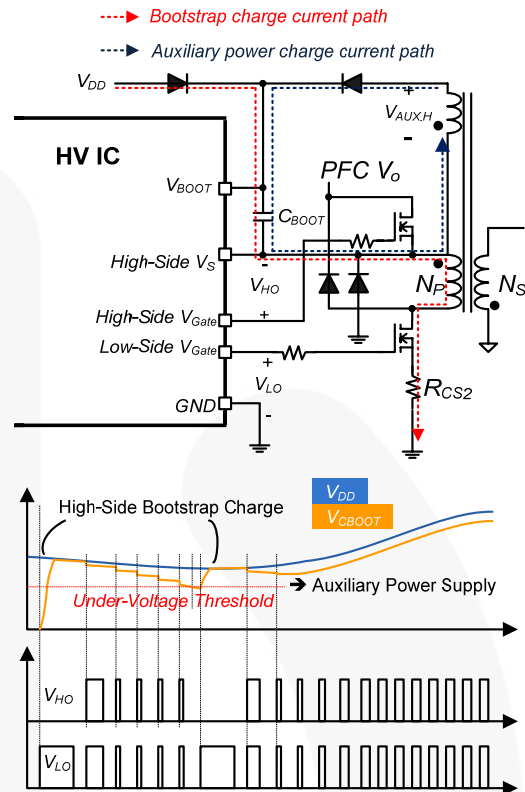 Bootstrap charge current path
Auxiliary power charge current path
VDD
VAUX.H
+
-
HV IC
PFC Vo
VBOOT
CBOOT
High-Side VS
-
VHO
+
NP
NS
High-Side VGate
Low-Side VGate
+
VLO
-
RCS2
GND
VDD
VCBOOT
High-Side Bootstrap Charge
Under-Voltage Threshold
➔ Auxiliary Power Supply
VHO
VLO